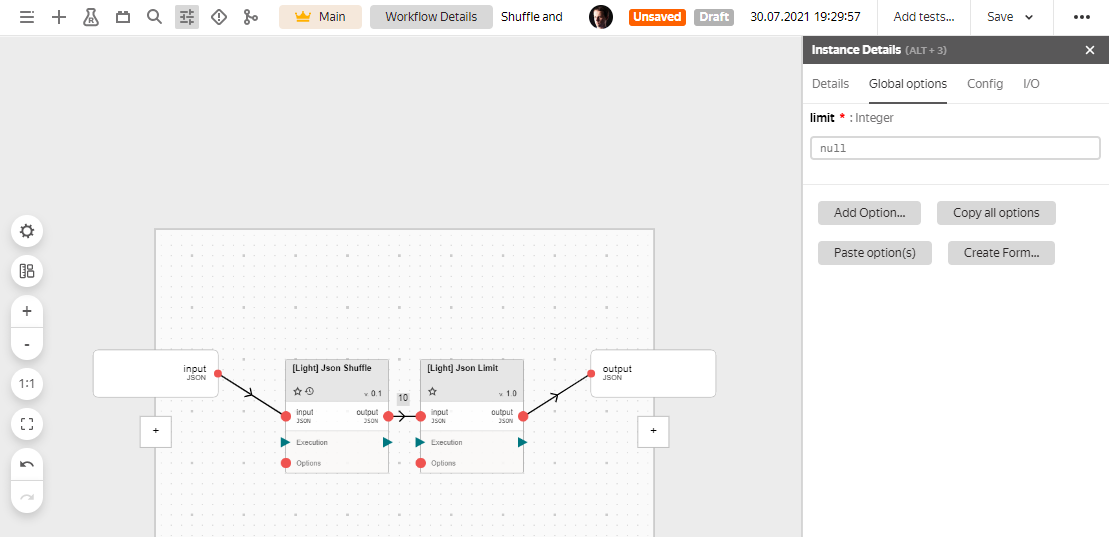 Main
Workflow Details
Shuffle and
Unsaved
Draft
30.07.2021 19:29:57
Add tests...
Save
Instance Details (ALT + 3)
Details
Global options
Config
I/O
limit * : Integer
null
Add Option...
Copy all options
Paste option(s)
Create Form...
+
-
1:1
input
JSON
+
[Light] Json Shuffle
v. 0.1
input
JSON
output
JSON
Execution
Options
10
[Light] Json Limit
v. 1.0
input
JSON
output
JSON
Execution
Options
output
JSON
+